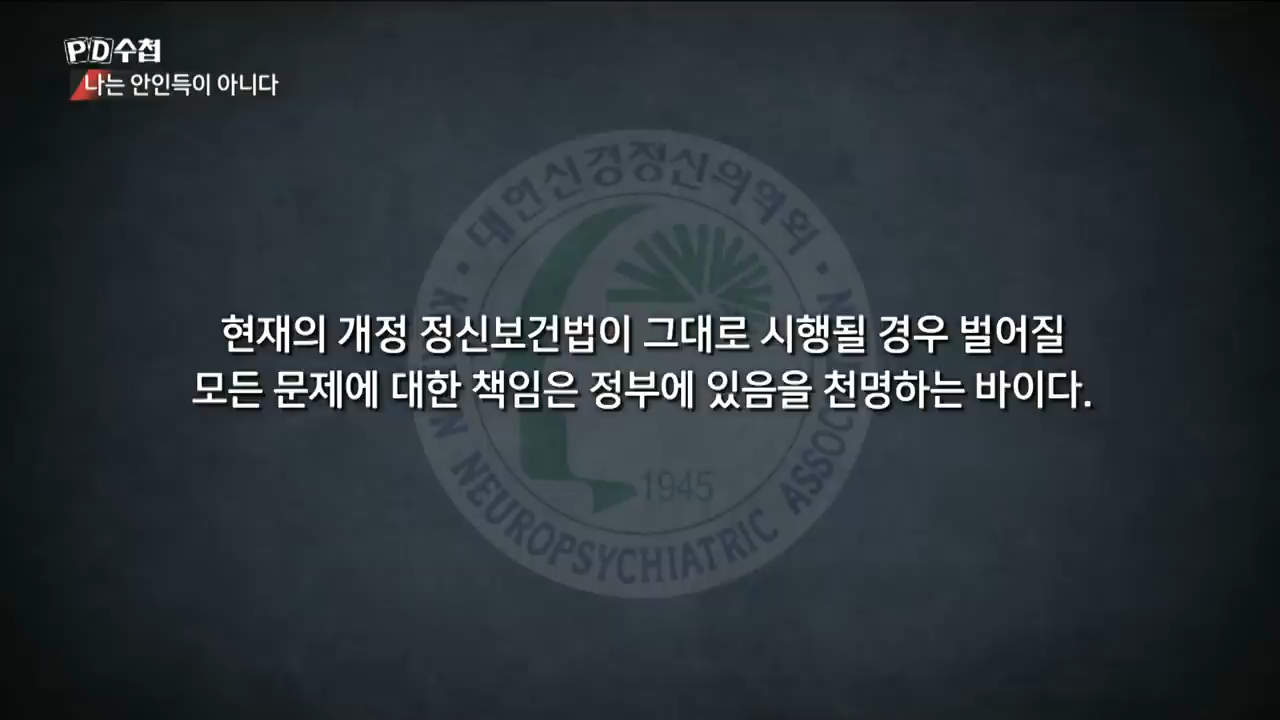 PD수첩
나는 안인득이 아니다
대한신경정신의학회
현재의 개정 정신보건법이 그대로 시행될 경우 벌어질
모든 문제에 대한 책임은 정부에 있음을 천명하는 바이다.
1945
NEUROPSYCHIATRIC